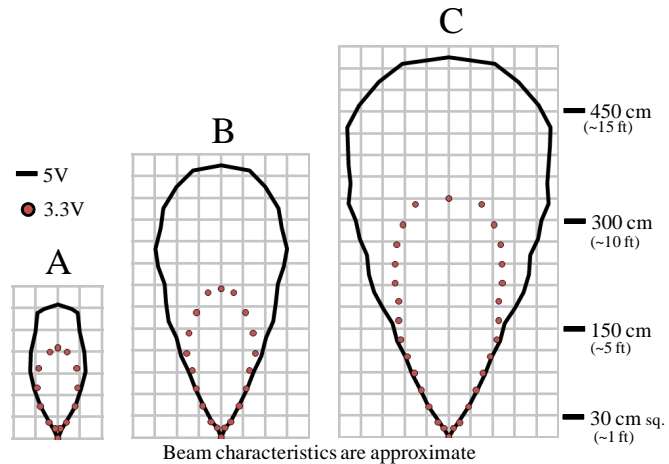 C
450 cm
(~15 ft)
B
5V
3.3V
300 cm
(~10 ft)
A
150 cm
(~5 ft)
30 cm sq.
(~1 ft)
Beam characteristics are approximate